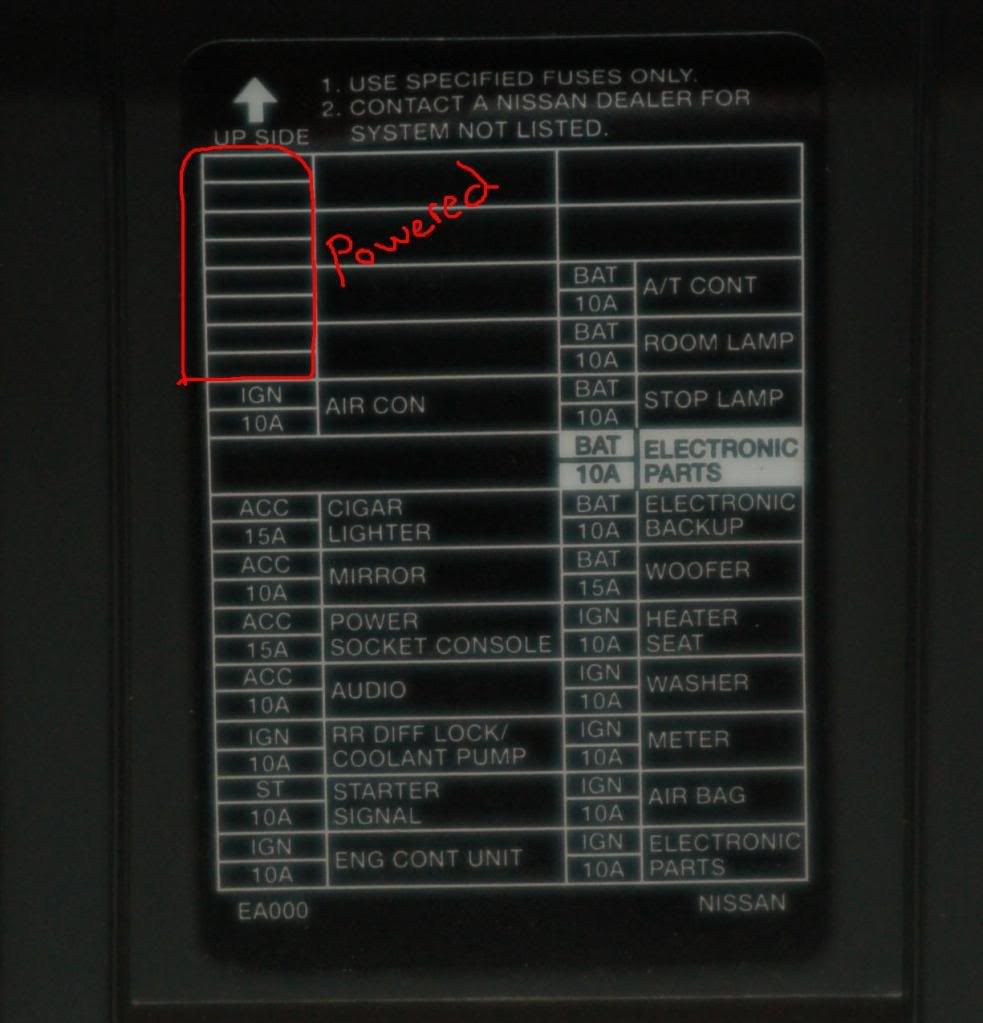 1. USE SPECIFIED FUSES ONLY.
2. CONTACT A NISSAN DEALER FOR
SYSTEM NOT LISTED.
UP SIDE
Powered
BAT
10A
A/T CONT
BAT
10A
ROOM LAMP
IGN
10A
AIR CON
BAT
10A
STOP LAMP
BAT
10A
ELECTRONIC
PARTS
ACC
15A
CIGAR
LIGHTER
BAT
10A
ELECTRONIC
BACKUP
ACC
10A
MIRROR
BAT
15A
WOOFER
ACC
15A
POWER
SOCKET CONSOLE
IGN
10A
HEATER
SEAT
ACC
10A
AUDIO
IGN
10A
WASHER
IGN
10A
RR DIFF LOCK/
COOLANT PUMP
IGN
10A
METER
ST
10A
STARTER
SIGNAL
IGN
10A
AIR BAG
IGN
10A
ENG CONT UNIT
IGN
10A
ELECTRONIC
PARTS
EA000
NISSAN